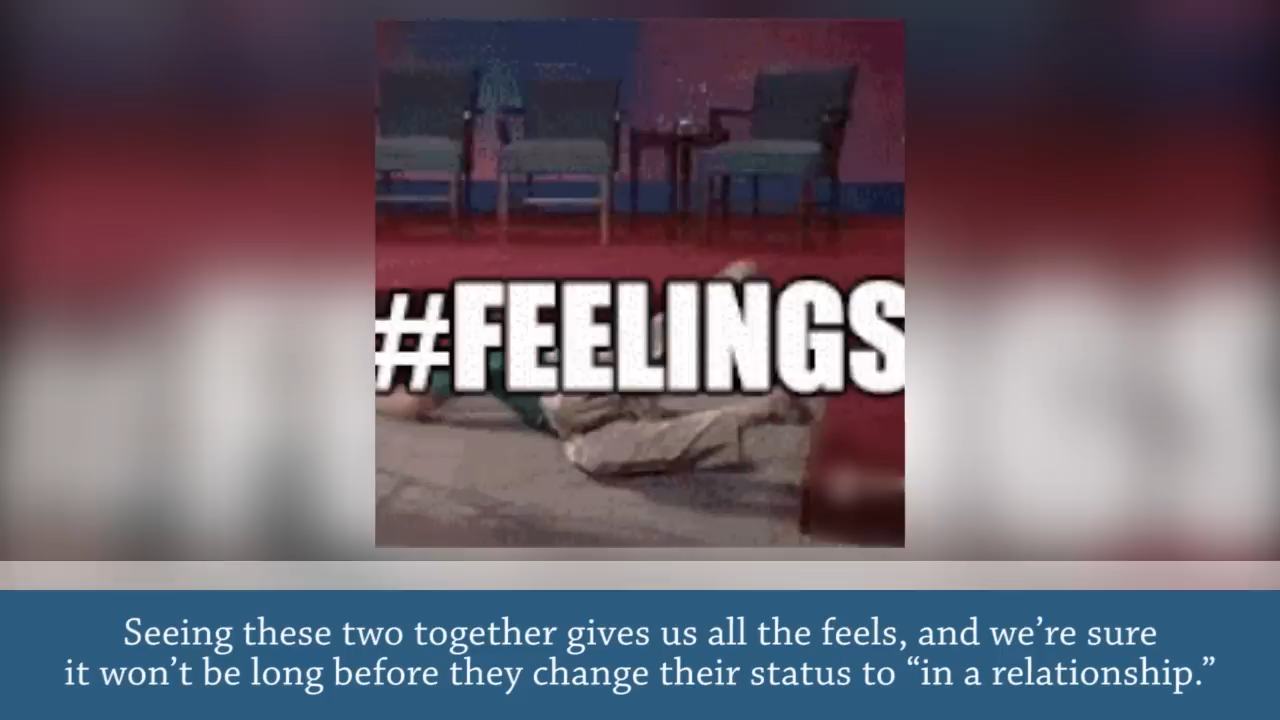 #FEELINGS
Seeing these two together gives us all the feels, and we’re sure
it won’t be long before they change their status to “in a relationship.”